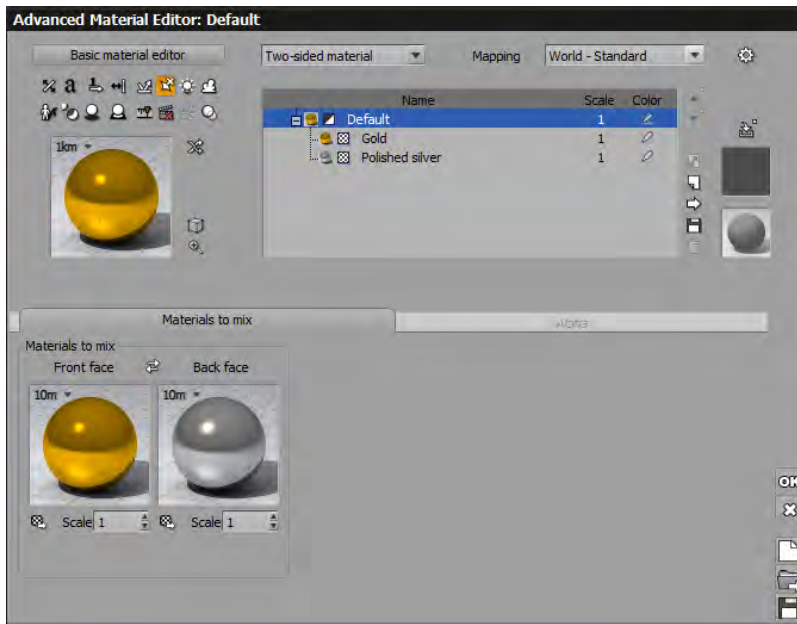 Advanced Material Editor: Default
Basic material editor
Two-sided material
Mapping
World - Standard
Name Scale Color
Default 1
Gold 1
Polished silver 1
1km
Materials to mix
Alpha
Materials to mix
Front face
Back face
10m
10m
Scale 1
Scale 1
OK